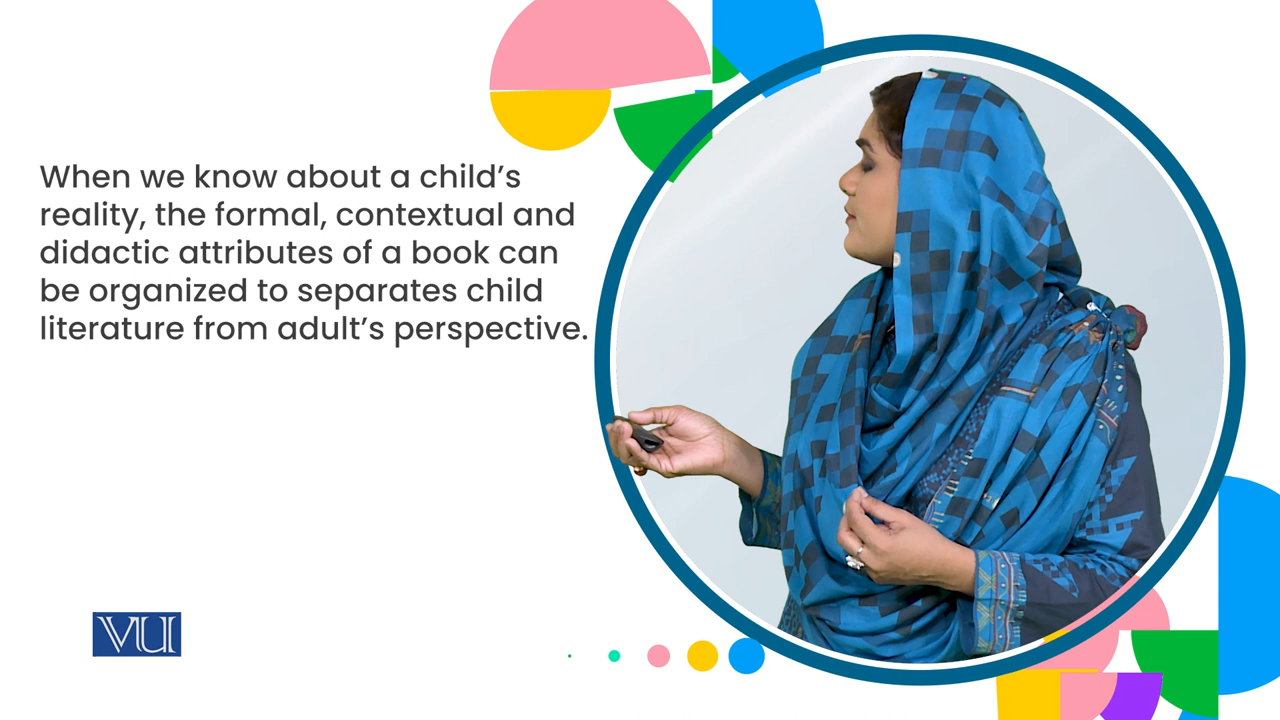 When we know about a child’s
reality, the formal, contextual and
didactic attributes of a book can
be organized to separates child
literature from adult’s perspective.
VU